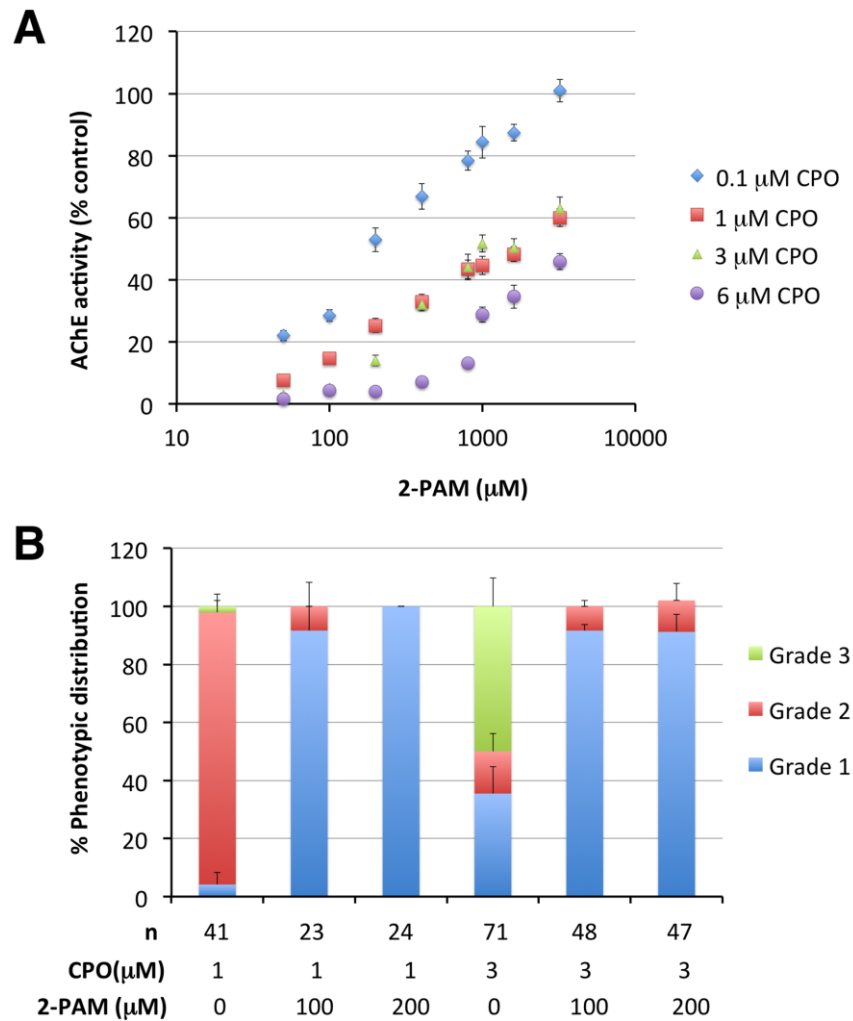 A
120
100
80
60
40
20
0
AChE activity (% control)
10 100 1000 10000
2-PAM (μM)
0.1 μM CPO
1 μM CPO
3 μM CPO
6 μM CPO
B
120
100
80
60
40
20
0
% Phenotypic distribution
Grade 3
Grade 2
Grade 1
n 41 23 24 71 48 47
CPO(μM) 1 1 1 3 3 3
2-PAM (μM) 0 100 200 0 100 200